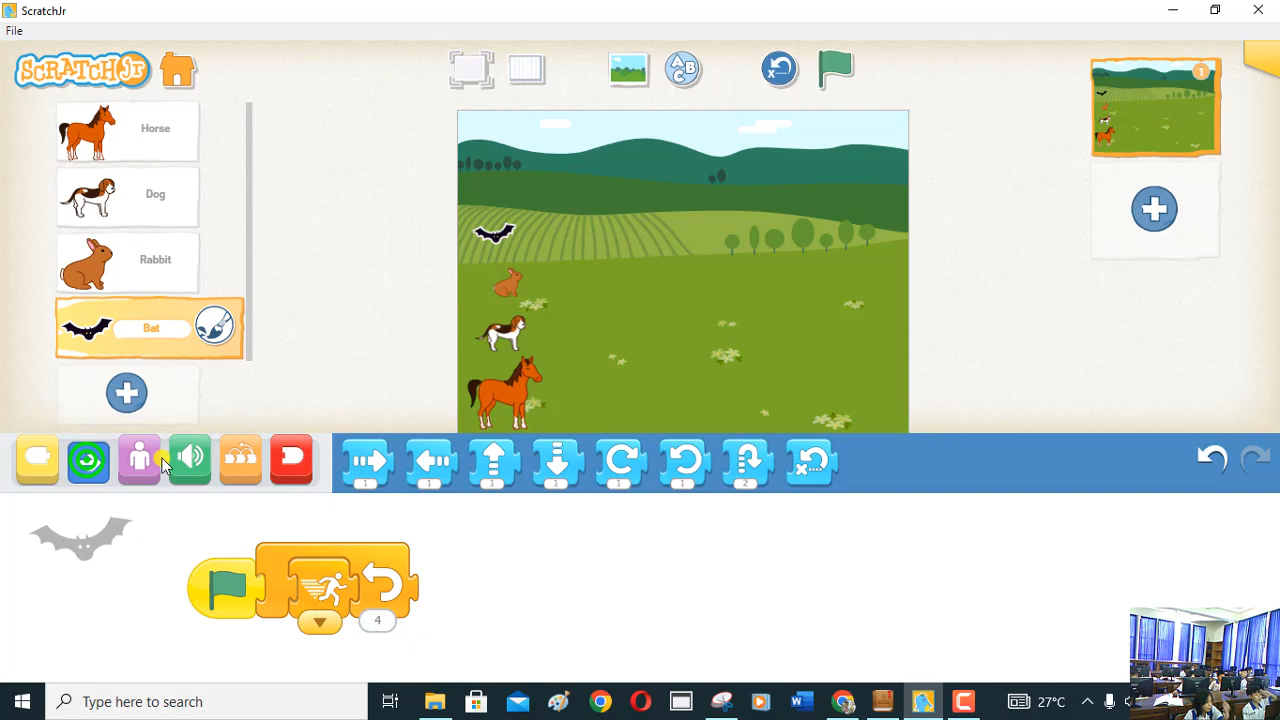 ScratchJr
File
SCRATCHJR
A
B
C
X
1
Horse
Dog
Rabbit
Bat
1
1
1
1
1
1
2
X
4
Type here to search
W
27°C